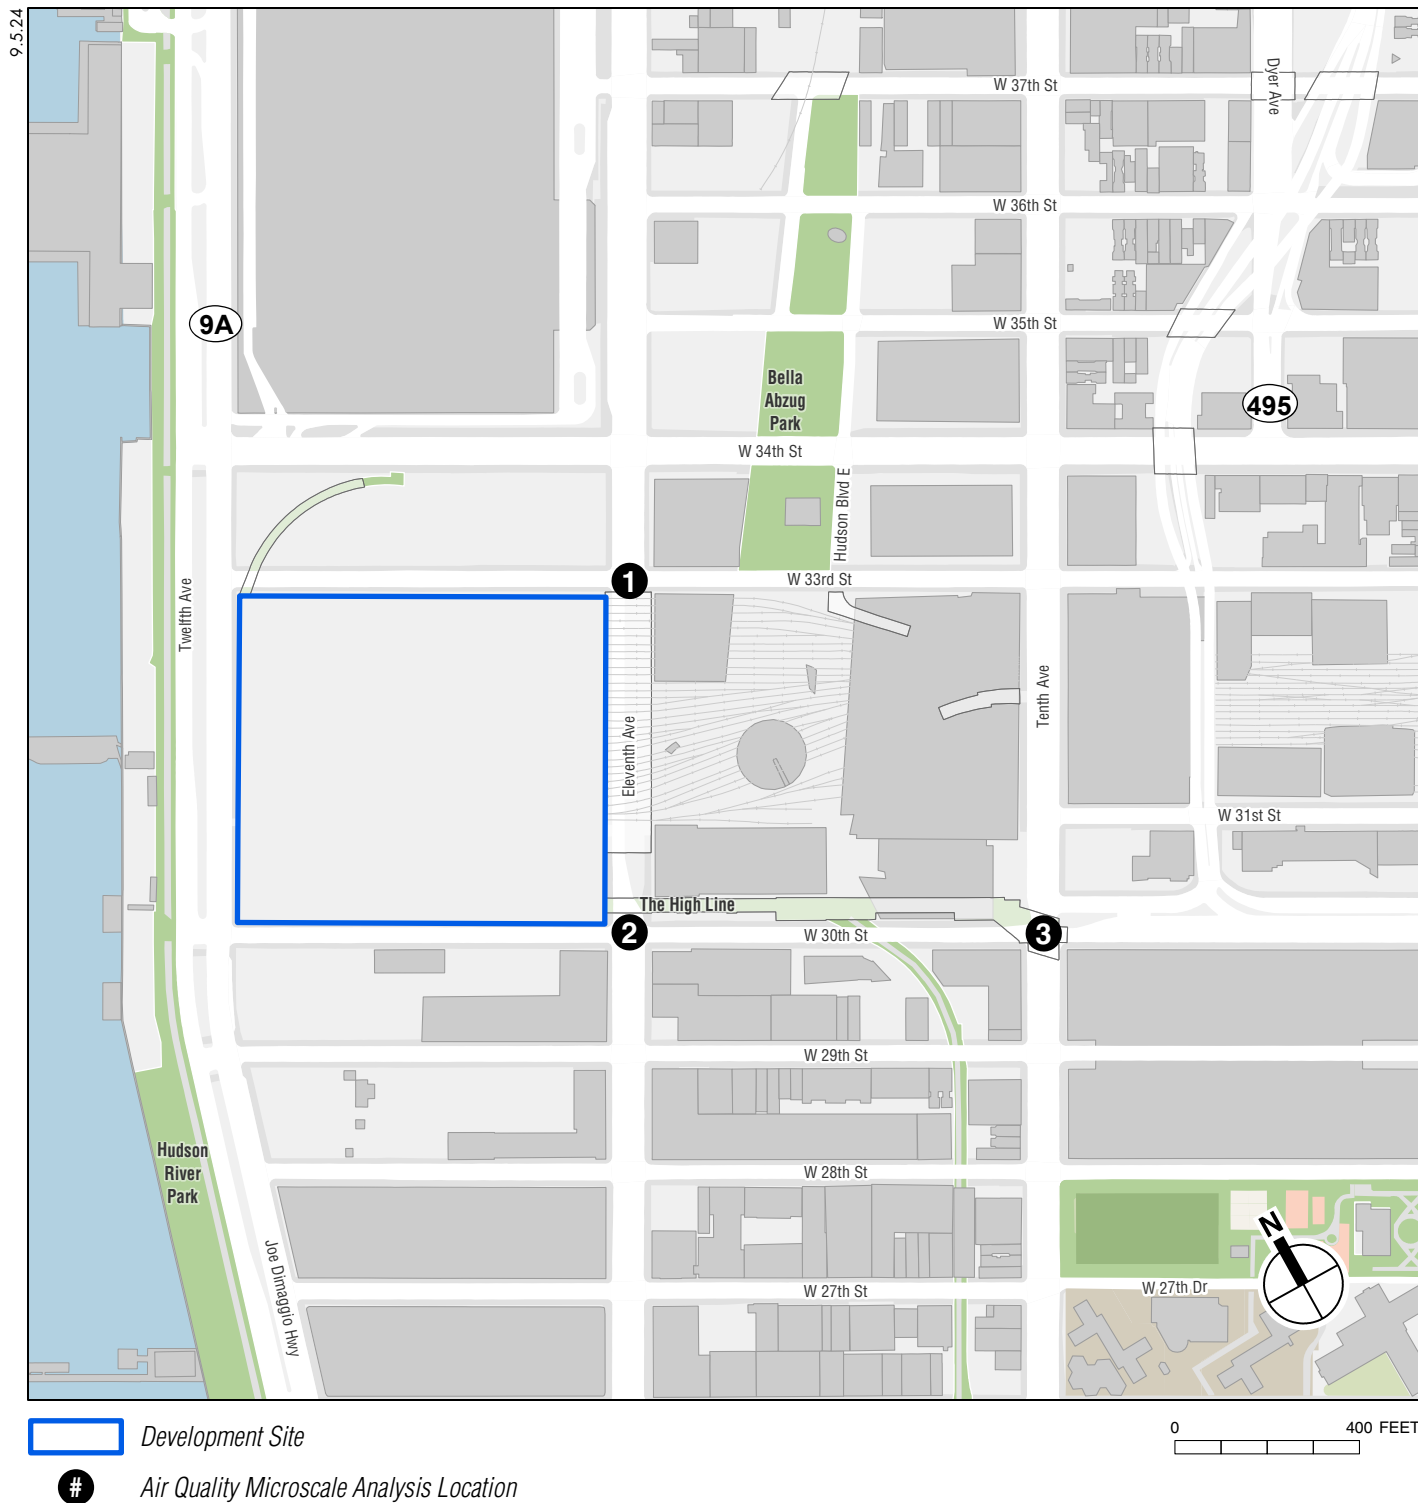 9.5.24
Dyer Ave
W 37th St
W 36th St
9A
W 35th St
Bella
Abzug
Park
495
W 34th St
Hudson Blvd E
1
W 33rd St
Twelfth Ave
Eleventh Ave
Tenth Ave
W 31st St
The High Line
2
W 30th St
3
W 29th St
Hudson
River
Park
W 28th St
N
Joe Dimaggio Hwy
W 27th St
W 27th Dr
Development Site
0 400 FEET
# Air Quality Microscale Analysis Location